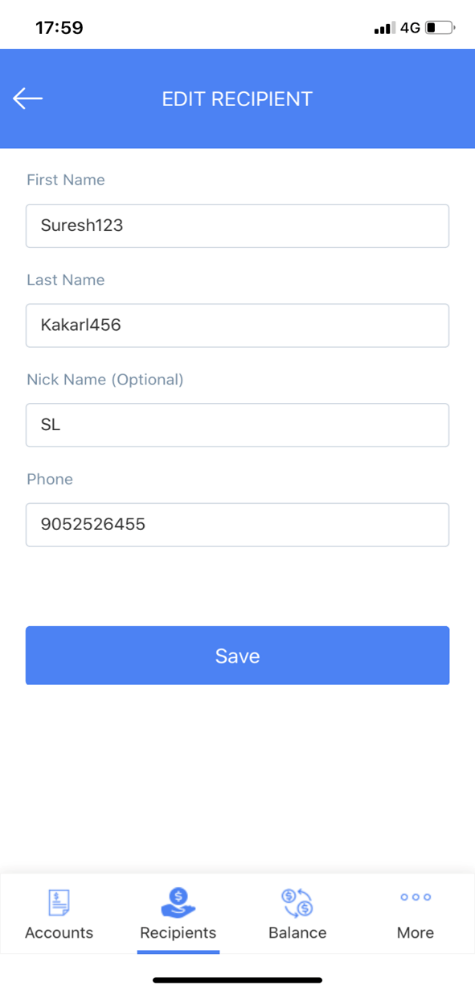 17:59
4G
EDIT RECIPIENT
First Name
Suresh123
Last Name
Kakarl456
Nick Name (Optional)
SL
Phone
9052526455
Save
Accounts
Recipients
Balance
More